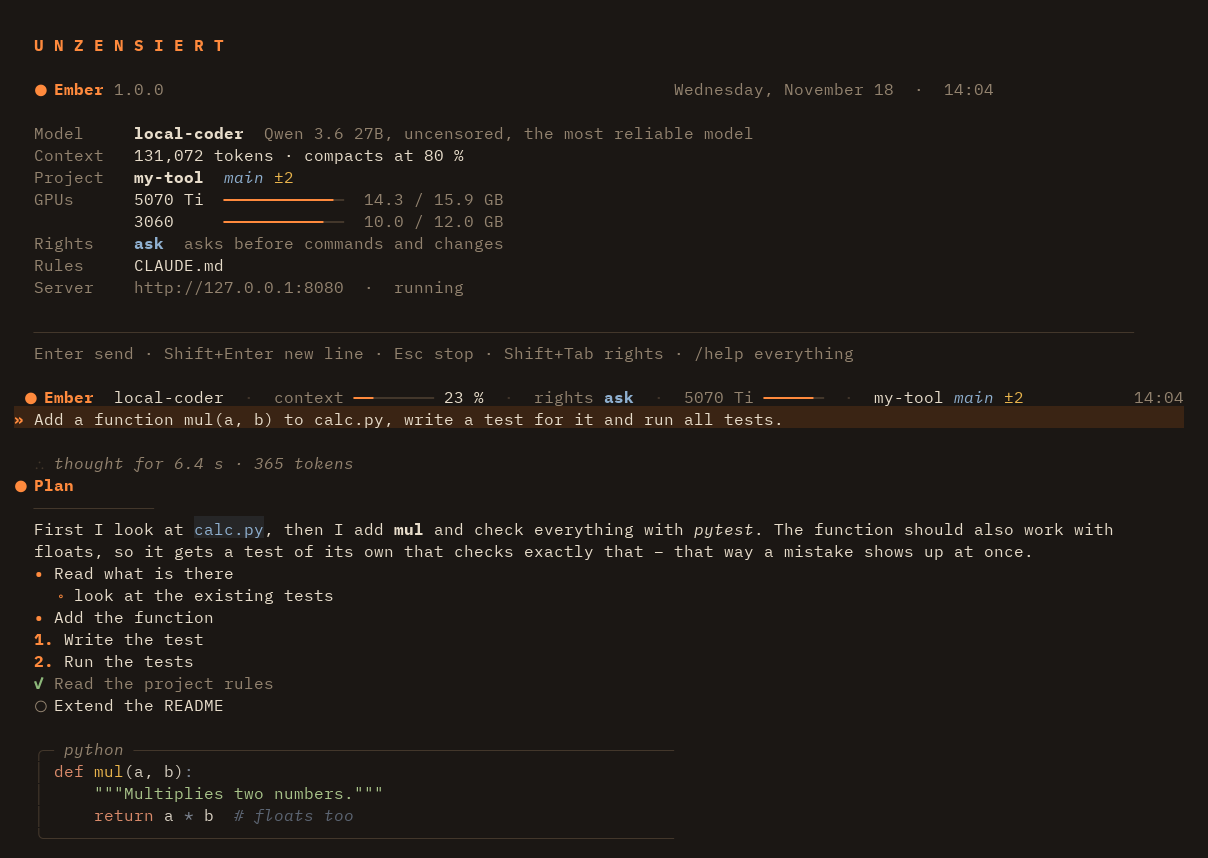 UNZENSIERT
● Ember 1.0.0 Wednesday, November 18 · 14:04
Model local-coder Qwen 3.6 27B, uncensored, the most reliable model
Context 131,072 tokens · compacts at 80 %
Project my-tool main ±2
GPUs 5070 Ti 14.3 / 15.9 GB
3060 10.0 / 12.0 GB
Rights ask asks before commands and changes
Rules CLAUDE.md
Server http://127.0.0.1:8080 · running
Enter send · Shift+Enter new line · Esc stop · Shift+Tab rights · /help everything
● Ember local-coder · context 23 % · rights ask · 5070 Ti · my-tool main ±2 14:04
» Add a function mul(a, b) to calc.py, write a test for it and run all tests.
∴ thought for 6.4 s · 365 tokens
● Plan
First I look at calc.py, then I add mul and check everything with pytest. The function should also work with
floats, so it gets a test of its own that checks exactly that – that way a mistake shows up at once.
• Read what is there
◦ look at the existing tests
• Add the function
1. Write the test
2. Run the tests
✓ Read the project rules
○ Extend the README
python
def mul(a, b):
"""Multiplies two numbers."""
return a * b # floats too